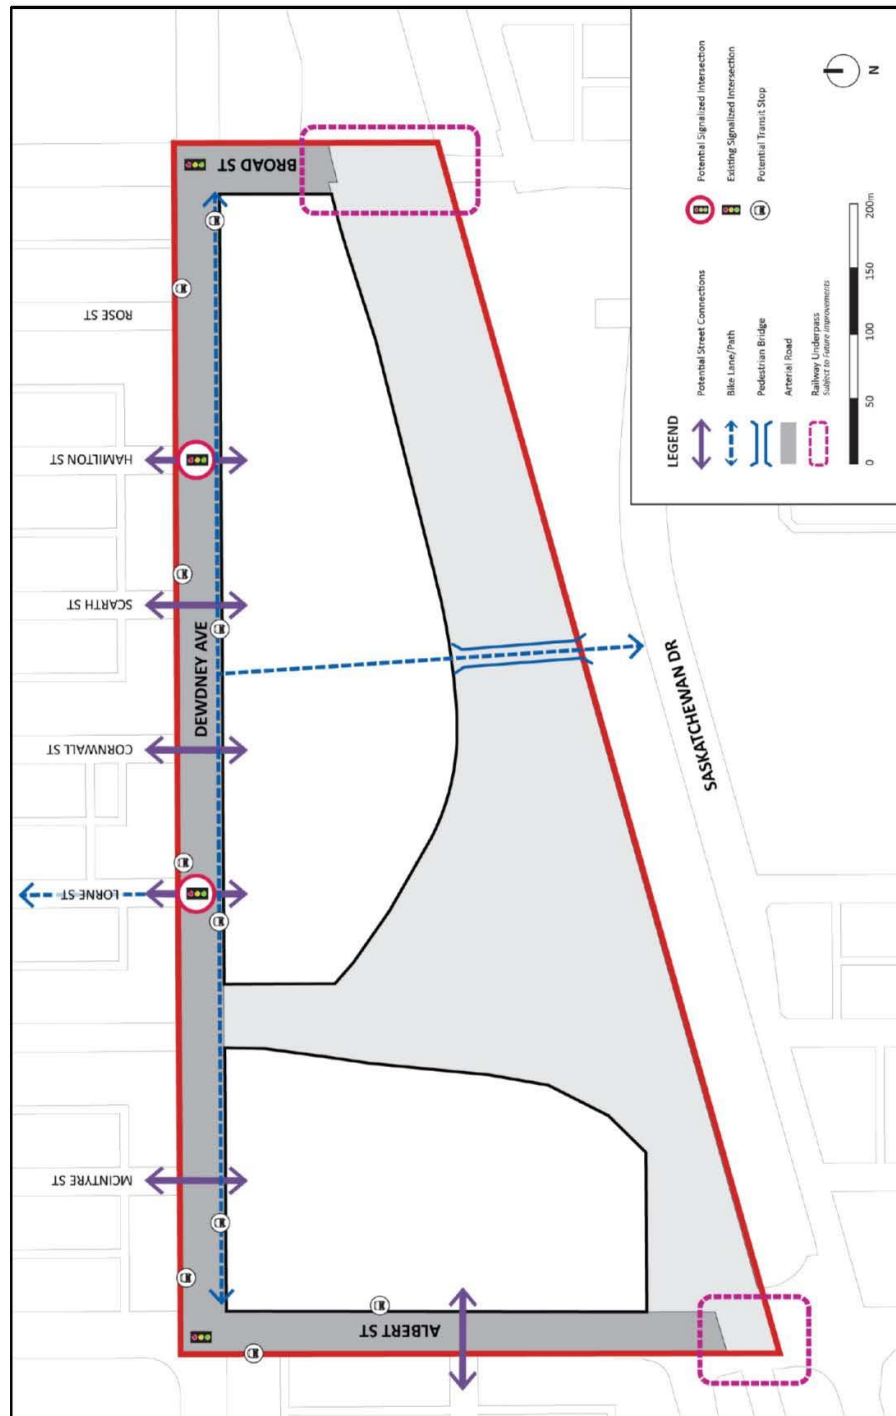 BROAD ST
ROSE ST
HAMILTON ST
SCARTH ST
CORNWALL ST
LORNE ST
MCINTYRE ST
DEWDNEY AVE
ALBERT ST
SASKATCHEWAN DR
LEGEND
Potential Street Connections
Bike Lane/Path
Pedestrian Bridge
Arterial Road
Railway Underpass
Subject to Future Improvements
Potential Signalized Intersection
Existing Signalized Intersection
Potential Transit Stop
0 50 100 150 200m
N